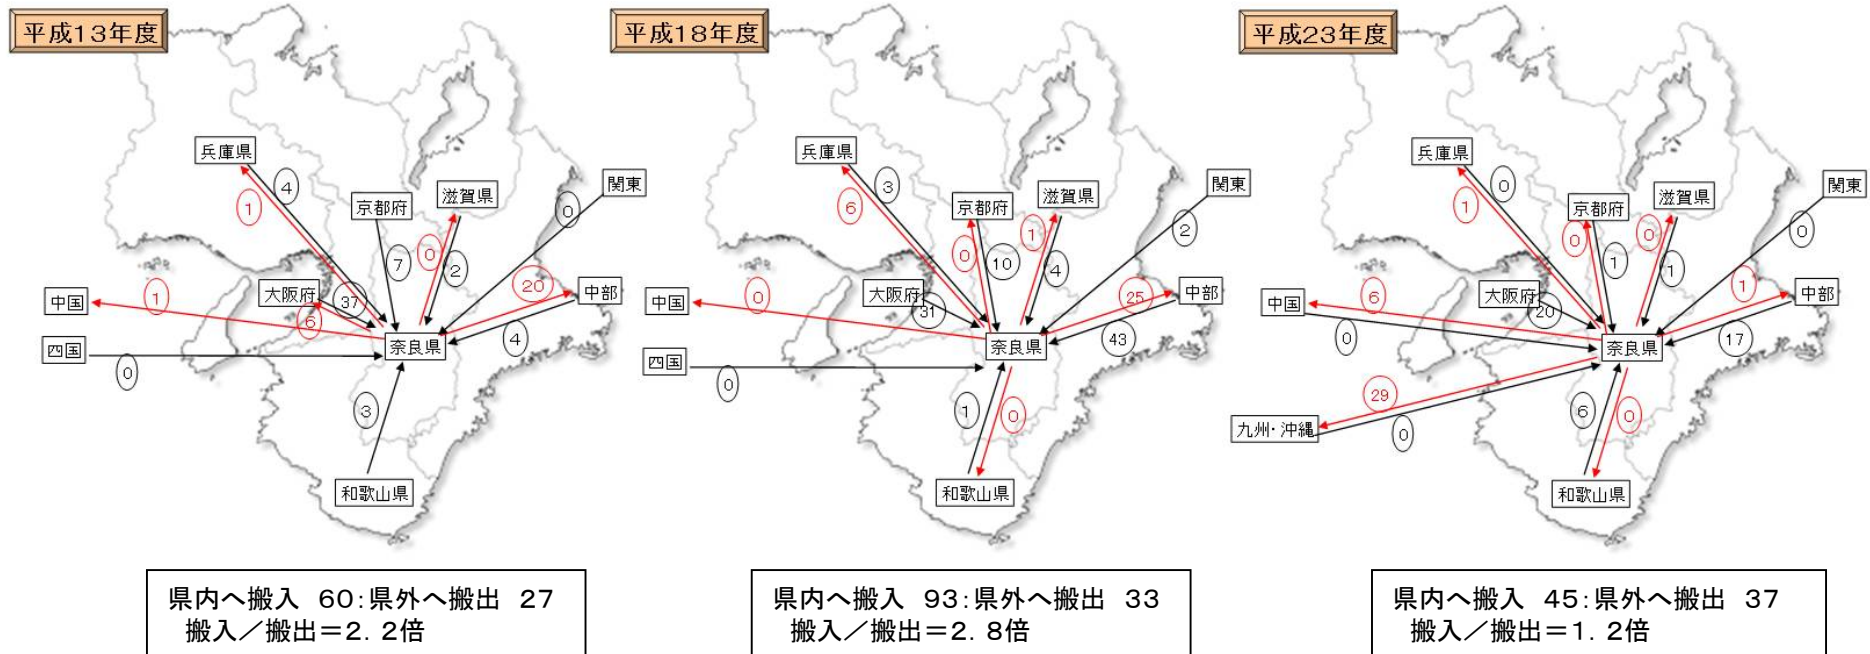 平成13年度
兵庫県
4
1
京都府
滋賀県
関東
0
7
0
2
大阪府
37
20
中部
中国
1
6
4
四国
奈良県
0
3
和歌山県
県内へ搬入 60:県外へ搬出 27
搬入／搬出＝2．2倍
平成18年度
兵庫県
3
6
京都府
滋賀県
関東
1
2
0
10
4
大阪府
31
25
中部
中国
0
43
四国
奈良県
0
1
0
和歌山県
県内へ搬入 93:県外へ搬出 33
搬入／搬出＝2．8倍
平成23年度
兵庫県
0
1
京都府
滋賀県
関東
0
0
0
1
1
大阪府
20
1
中部
中国
6
0
17
奈良県
29
九州・沖縄
0
6
0
和歌山県
県内へ搬入 45:県外へ搬出 37
搬入／搬出＝1．2倍